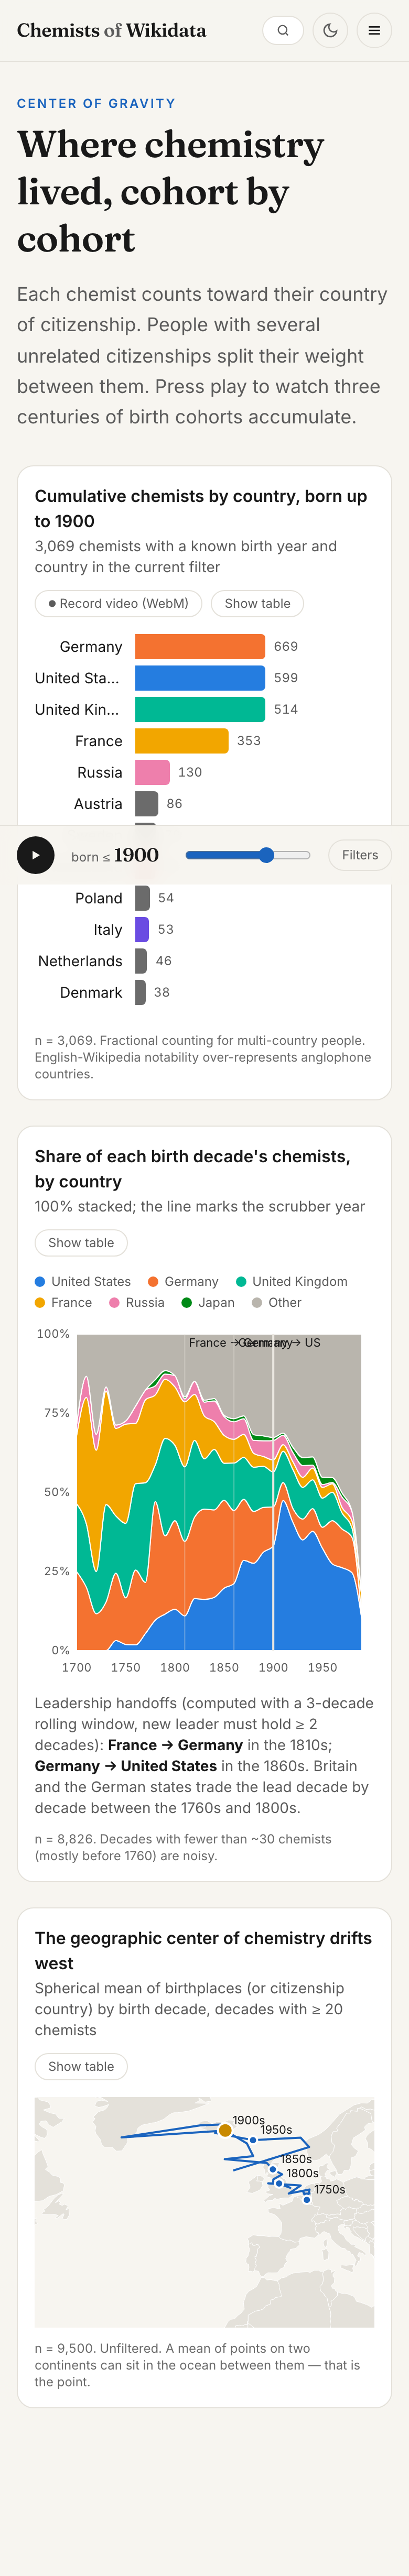 Chemists of Wikidata
CENTER OF GRAVITY
Where chemistry
lived, cohort by
cohort
Each chemist counts toward their country
of citizenship. People with several
unrelated citizenships split their weight
between them. Press play to watch three
centuries of birth cohorts accumulate.
Cumulative chemists by country, born up
to 1900
3,069 chemists with a known birth year and
country in the current filter
Record video (WebM) Show table
Germany 669
United Sta... 599
United Kin... 514
France 353
Russia 130
Austria 86
born ≤ 1900 Filters
Poland 54
Italy 53
Netherlands 46
Denmark 38
n = 3,069. Fractional counting for multi-country people.
English-Wikipedia notability over-represents anglophone
countries.
Share of each birth decade's chemists,
by country
100% stacked; the line marks the scrubber year
Show table
United States Germany United Kingdom
France Russia Japan Other
100%
France → Germany
Germany → US
75%
50%
25%
0%
1700 1750 1800 1850 1900 1950
Leadership handoffs (computed with a 3-decade
rolling window, new leader must hold ≥ 2
decades): France → Germany in the 1810s;
Germany → United States in the 1860s. Britain
and the German states trade the lead decade by
decade between the 1760s and 1800s.
n = 8,826. Decades with fewer than ~30 chemists
(mostly before 1760) are noisy.
The geographic center of chemistry drifts
west
Spherical mean of birthplaces (or citizenship
country) by birth decade, decades with ≥ 20
chemists
Show table
1900s
1950s
1850s
1800s
1750s
n = 9,500. Unfiltered. A mean of points on two
continents can sit in the ocean between them — that is
the point.